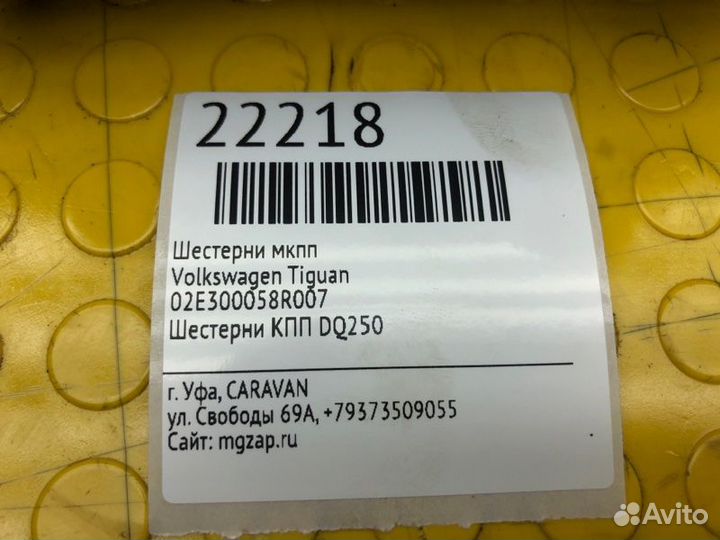 22218
Шестерни мкпп
Volkswagen Tiguan
02E300058R007
Шестерни КПП DQ250
г. Уфа, CARAVAN
ул. Свободы 69А, +79373509055
Сайт: mgzap.ru
Avito